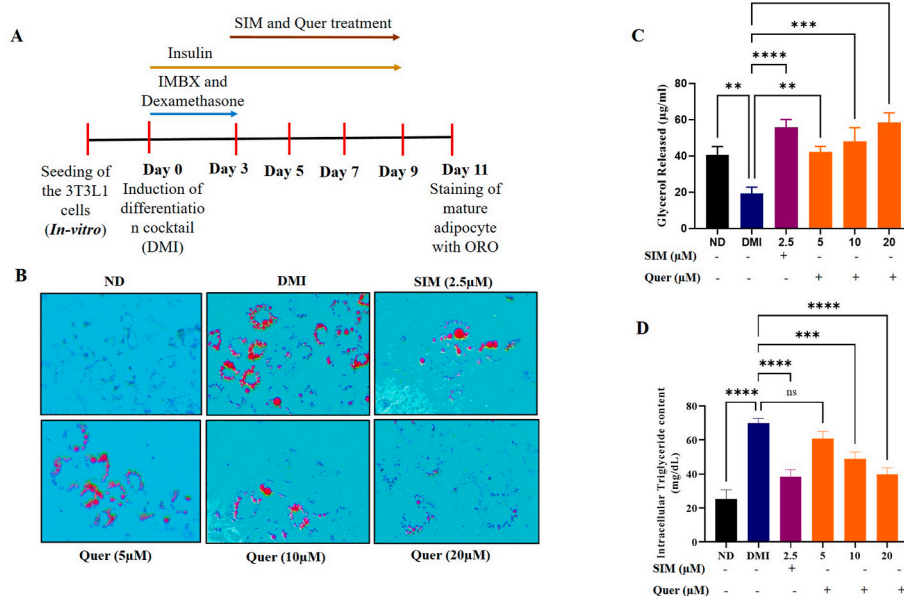 A
SIM and Quer treatment
Insulin
IMBX and
Dexamethasone
Seeding of
the 3T3L1
cells
(In-vitro)
Day 0
Induction of
differentiatio
n cocktail
(DMI)
Day 3
Day 5
Day 7
Day 9
Day 11
Staining of
mature
adipocyte
with ORO
B
ND
DMI
SIM (2.5µM)
Quer (5µM)
Quer (10µM)
Quer (20µM)
C
***
****
**
**
Glycerol Released (µg/ml)
80
60
40
20
0
ND DMI 2.5 5 10 20
SIM (µM) - - + - - -
Quer (µM) - - - + + +
D
****
***
****
****
ns
Intracellular Triglyceride content
(mg/dL)
80
60
40
20
0
ND DMI 2.5 5 10 20
SIM (µM) - - + - - -
Quer (µM) - - - + + +